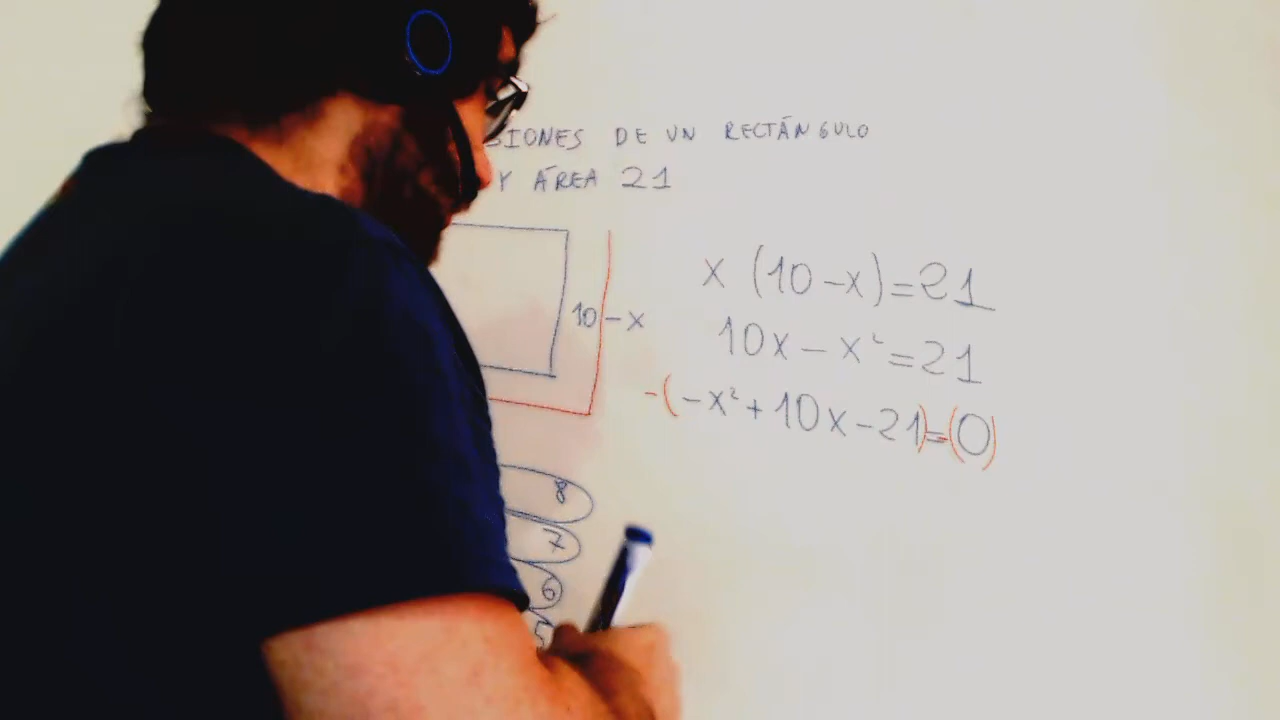 SIONES DE UN RECTÁNGULO
Y ÁREA 21
10-x
x (10-x)=21
10x-x²=21
-(-x²+10x-21)=(0)
8
7
6